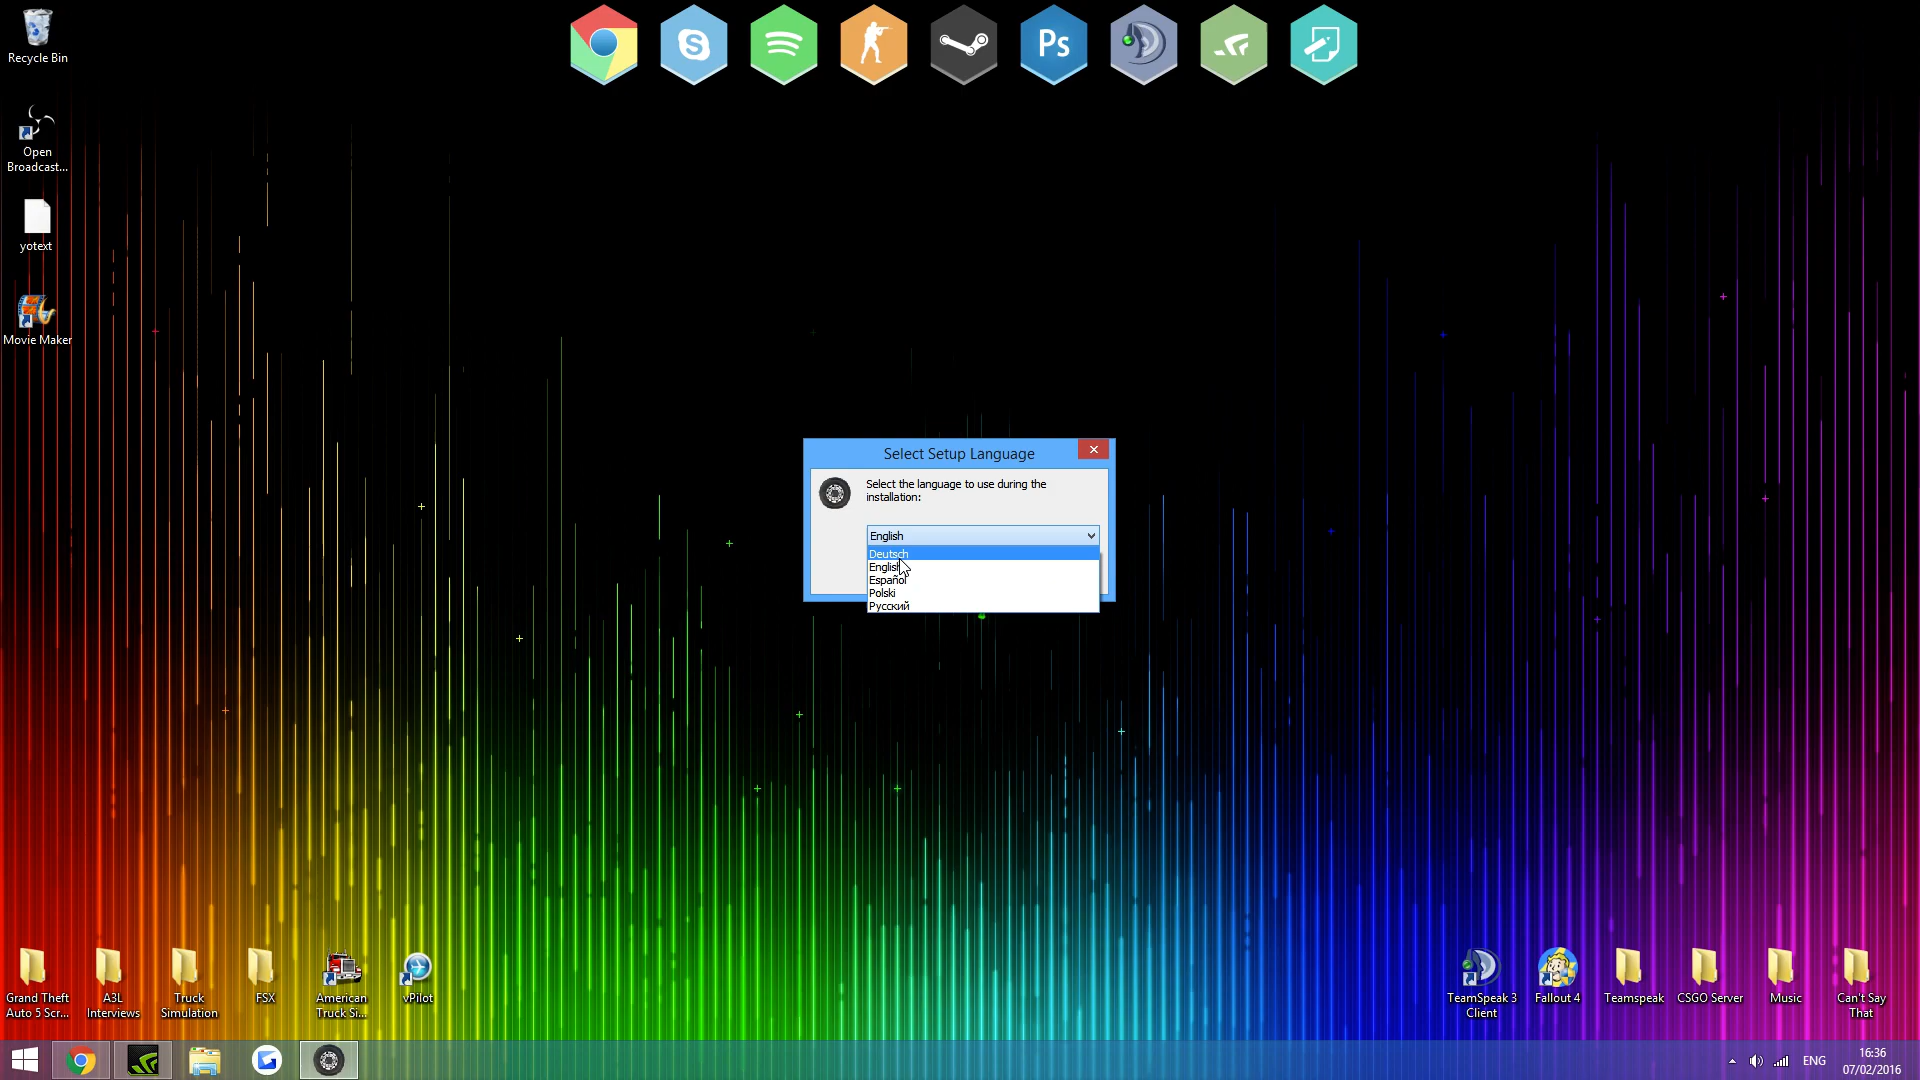 Recycle Bin
Ps
Open
Broadcast...
yotext
Movie Maker
Select Setup Language
Select the language to use during the
installation:
English
Deutsch
English
Español
Polski
Русский
Grand Theft
Auto 5 Scr...
A3L
Interviews
Truck
Simulation
FSX
American
Truck Si...
vPilot
TeamSpeak 3
Client
Fallout 4
Teamspeak
CSGO Server
Music
Can't Say
That
ENG
16:36
07/02/2016